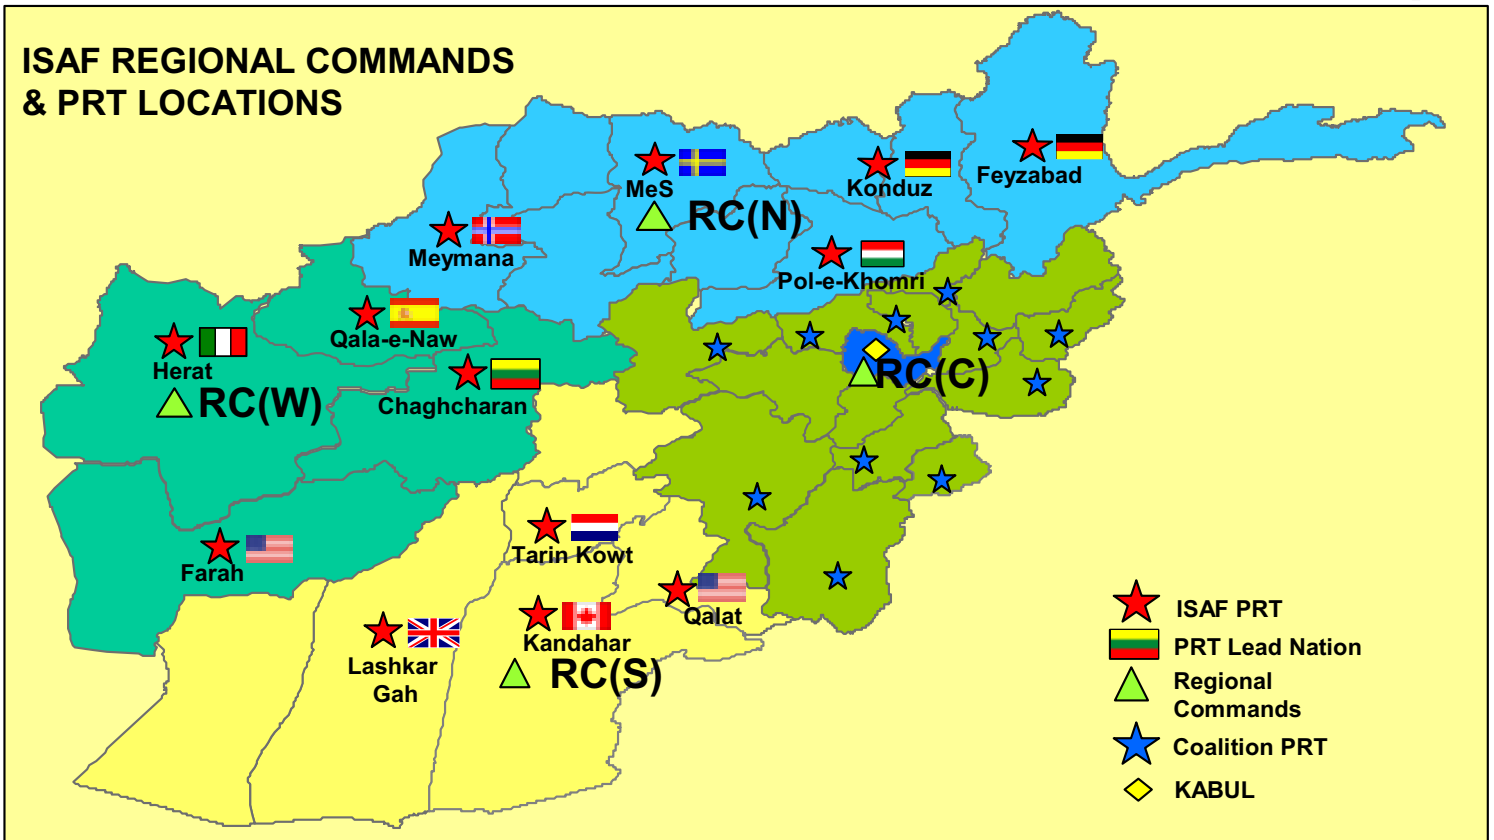 ISAF REGIONAL COMMANDS
& PRT LOCATIONS
MeS
Konduz
Feyzabad
RC(N)
Meymana
Pol-e-Khomri
Qala-e-Naw
Herat
RC(W)
Chaghcharan
RC(C)
Tarin Kowt
Farah
Qalat
Kandahar
Lashkar
Gah
RC(S)
ISAF PRT
PRT Lead Nation
Regional
Commands
Coalition PRT
KABUL